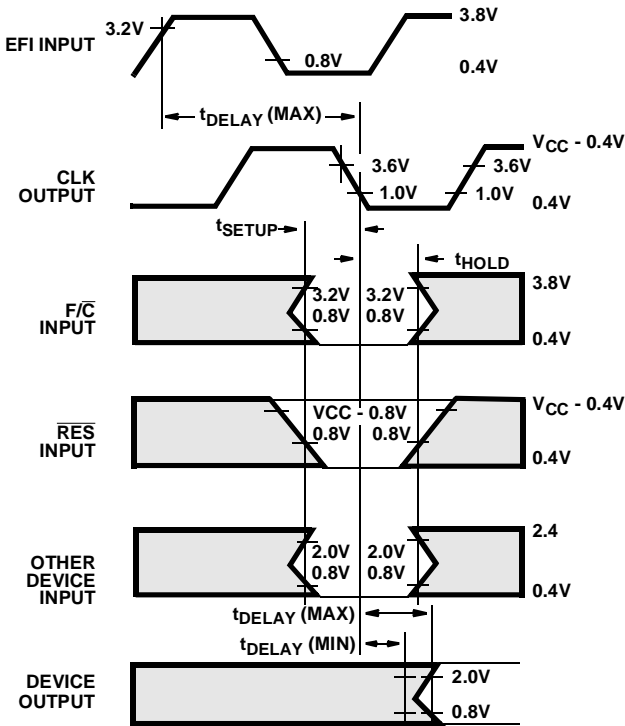 EFI INPUT
3.2V
3.8V
0.8V
0.4V
tDELAY (MAX)
CLK
OUTPUT
VCC - 0.4V
3.6V
3.6V
1.0V
1.0V
0.4V
tSETUP
tHOLD
F/C̅
INPUT
3.8V
3.2V 3.2V
0.8V 0.8V
0.4V
R̅E̅S̅
INPUT
VCC - 0.4V
VCC - 0.8V
0.8V 0.8V
0.4V
OTHER
DEVICE
INPUT
2.4
2.0V 2.0V
0.8V 0.8V
0.4V
tDELAY (MAX)
tDELAY (MIN)
DEVICE
OUTPUT
2.0V
0.8V